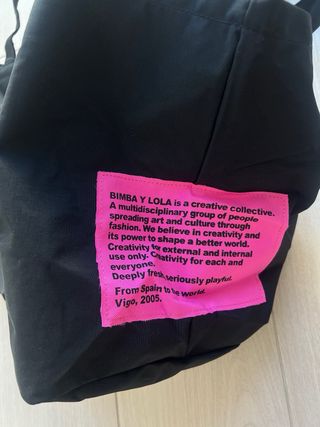 BIMBA Y LOLA is a creative collective.
A multidisciplinary group of people
spreading art and culture through
fashion. We believe in creativity and
its power to shape a better world.
Creativity for external and internal
use only. Creativity for each and
everyone.
Deeply fresh, seriously playful.
From Spain to the World.
Vigo, 2005.